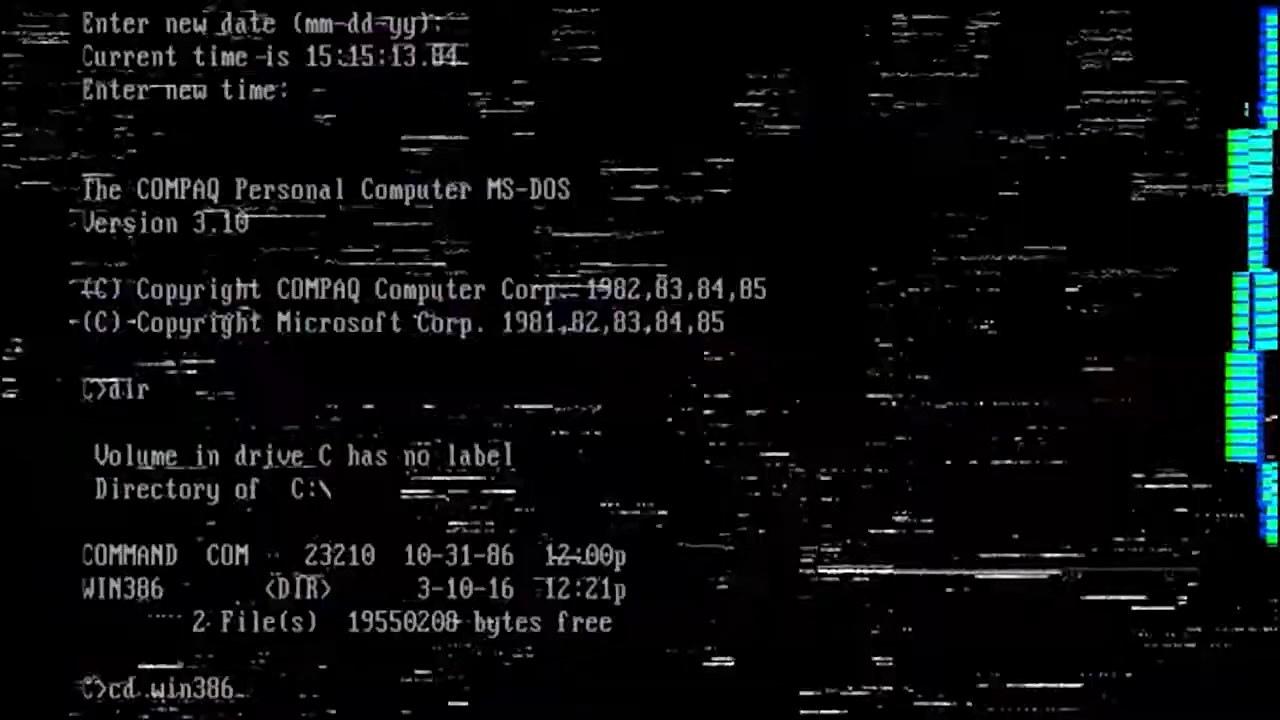 Enter new date (mm-dd-yy):
Current time is 15:15:13.84
Enter new time:
The COMPAQ Personal Computer MS-DOS
Version 3.10
(C) Copyright COMPAQ Computer Corp. 1982,83,84,85
(C) Copyright Microsoft Corp. 1981,82,83,84,85
C>dir
Volume in drive C has no label
Directory of C:\
COMMAND COM 23210 10-31-86 12:00p
WIN386 <DIR> 3-10-16 12:21p
2 File(s) 19550208 bytes free
C>cd win386_